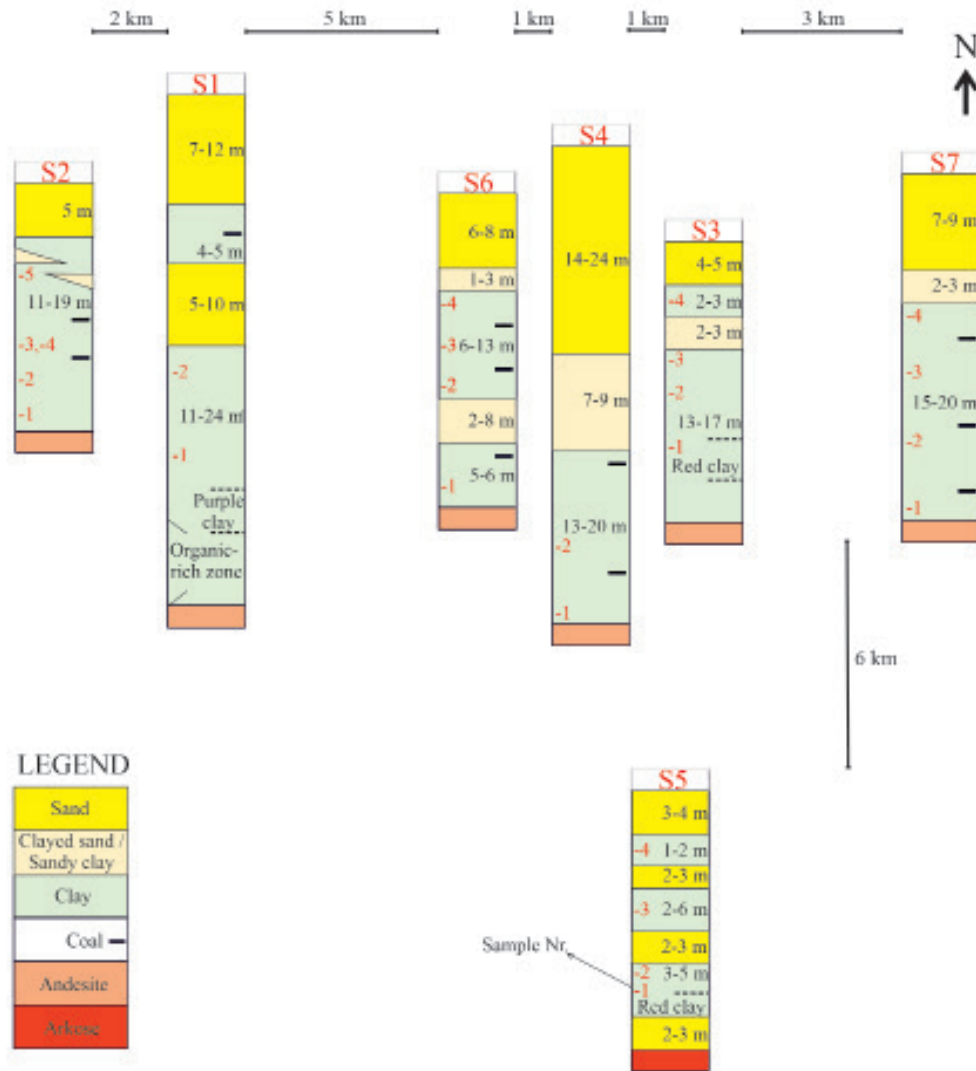 2 km
5 km
1 km
1 km
3 km
N
S2
5 m
-5
11-19 m
-3,-4
-2
-1
S1
7-12 m
4-5 m
5-10 m
-2
11-24 m
-1
Purple
clay
Organic-
rich zone
S6
6-8 m
1-3 m
-4
-3 6-13 m
-2
2-8 m
5-6 m
-1
S4
14-24 m
7-9 m
13-20 m
-2
-1
S3
4-5 m
-4 2-3 m
2-3 m
-3
-2
13-17 m
-1
Red clay
S7
7-9 m
2-3 m
-4
-3
15-20 m
-2
-1
6 km
LEGEND
Sand
Clayed sand /
Sandy clay
Clay
Coal
Andesite
Arkose
S5
3-4 m
-4 1-2 m
2-3 m
-3 2-6 m
2-3 m
Sample Nr.
-2 3-5 m
-1
Red clay
2-3 m